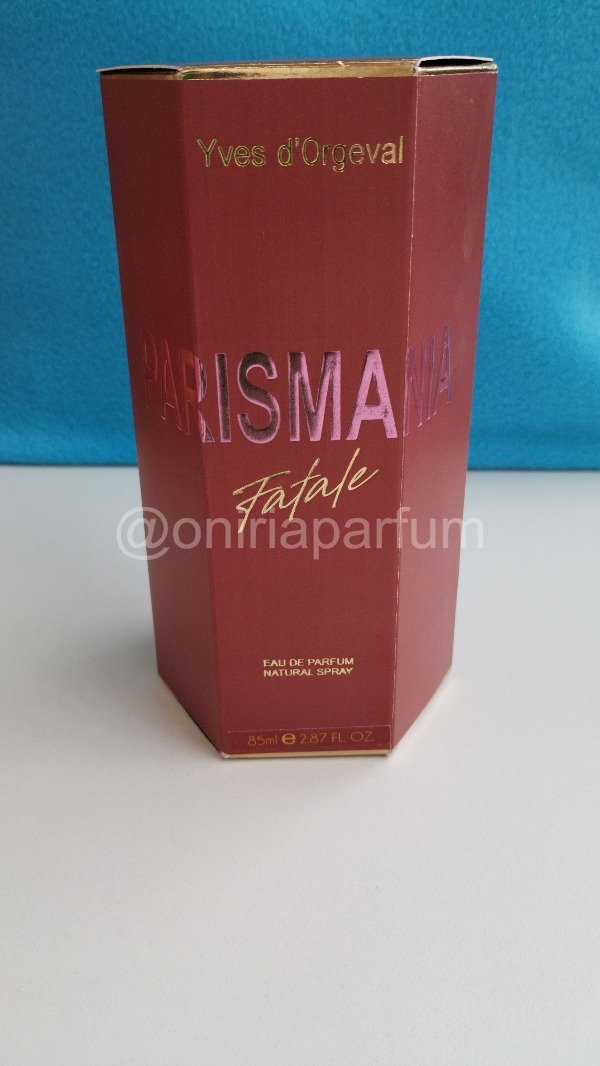 Yves d'Orgeval
PARISMANIA
Fatale
@oniriaparfum
EAU DE PARFUM
NATURAL SPRAY
85ml e 2.87 FL. OZ